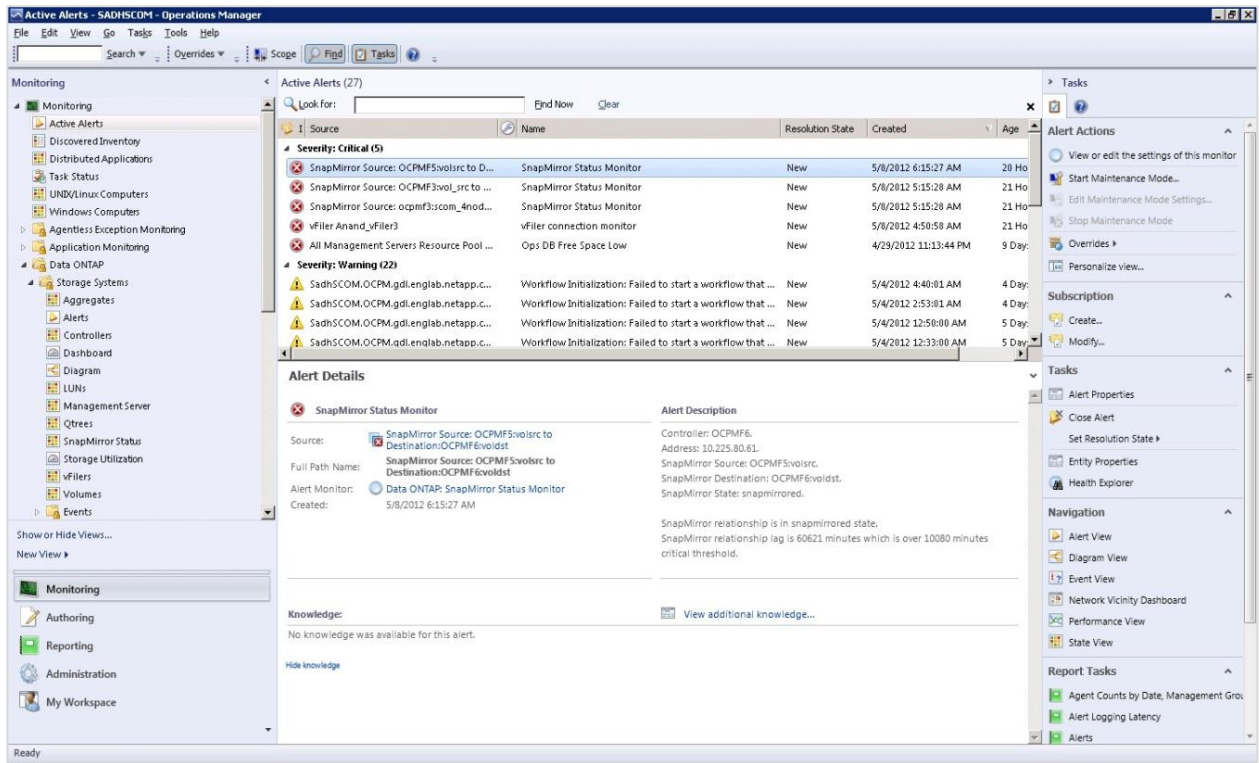 Active Alerts - SADHSCOM - Operations Manager
File Edit View Go Tasks Tools Help
Search Overrides Scope Find Tasks
Monitoring
Monitoring
Active Alerts
Discovered Inventory
Distributed Applications
Task Status
UNIX/Linux Computers
Windows Computers
Agentless Exception Monitoring
Application Monitoring
Data ONTAP
Storage Systems
Aggregates
Alerts
Controllers
Dashboard
Diagram
LUNs
Management Server
Qtrees
SnapMirror Status
Storage Utilization
vFilers
Volumes
Events
Show or Hide Views...
New View
Monitoring
Authoring
Reporting
Administration
My Workspace
Active Alerts (27)
Look for: Find Now Clear
I Source Name Resolution State Created Age
Severity: Critical (5)
SnapMirror Source: OCPMF5:volsrc to D... SnapMirror Status Monitor New 5/8/2012 6:15:27 AM 20 Ho
SnapMirror Source: OCPMF3:vol_src to ... SnapMirror Status Monitor New 5/8/2012 5:15:28 AM 21 Ho
SnapMirror Source: ocpmf3:scom_4nod... SnapMirror Status Monitor New 5/8/2012 5:15:28 AM 21 Ho
vFiler Anand_vFiler3 vFiler connection monitor New 5/8/2012 4:50:58 AM 21 Ho
All Management Servers Resource Pool ... Ops DB Free Space Low New 4/29/2012 11:13:44 PM 9 Day:
Severity: Warning (22)
SadhSCOM.OCPM.gdl.englab.netapp.c... Workflow Initialization: Failed to start a workflow that ... New 5/4/2012 4:40:01 AM 4 Day:
SadhSCOM.OCPM.gdl.englab.netapp.c... Workflow Initialization: Failed to start a workflow that ... New 5/4/2012 2:53:01 AM 4 Day:
SadhSCOM.OCPM.gdl.englab.netapp.c... Workflow Initialization: Failed to start a workflow that ... New 5/4/2012 12:50:00 AM 5 Day:
SadhSCOM.OCPM.gdl.englab.netapp.c... Workflow Initialization: Failed to start a workflow that ... New 5/4/2012 12:33:00 AM 5 Day:
Alert Details
SnapMirror Status Monitor
Source: SnapMirror Source: OCPMF5:volsrc to
Destination:OCPMF6:voldst
Full Path Name: SnapMirror Source: OCPMF5:volsrc to
Destination:OCPMF6:voldst
Alert Monitor: Data ONTAP: SnapMirror Status Monitor
Created: 5/8/2012 6:15:27 AM
Alert Description
Controller: OCPMF6.
Address: 10.225.80.61.
SnapMirror Source: OCPMF5:volsrc.
SnapMirror Destination: OCPMF6:voldst.
SnapMirror State: snapmirrored.
SnapMirror relationship is in snapmirrored state.
SnapMirror relationship lag is 60621 minutes which is over 10080 minutes
critical threshold.
Knowledge: View additional knowledge...
No knowledge was available for this alert.
Hide knowledge
Tasks
Alert Actions
View or edit the settings of this monitor
Start Maintenance Mode...
Edit Maintenance Mode Settings...
Stop Maintenance Mode
Overrides
Personalize view...
Subscription
Create...
Modify...
Tasks
Alert Properties
Close Alert
Set Resolution State
Entity Properties
Health Explorer
Navigation
Alert View
Diagram View
Event View
Network Vicinity Dashboard
Performance View
State View
Report Tasks
Agent Counts by Date, Management Grou
Alert Logging Latency
Alerts
Ready